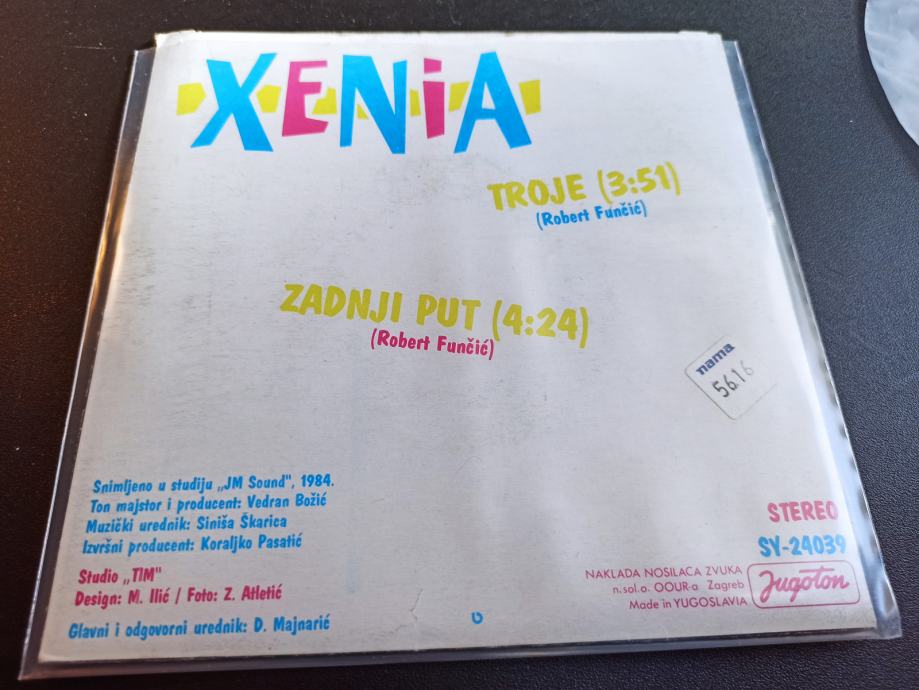 XENiA
TROJE (3:51)
(Robert Funčić)
ZADNJI PUT (4:24)
(Robert Funčić)
nama
56.16
Snimljeno u studiju „JM Sound", 1984.
Ton majstor i producent: Vedran Božić
Muzički urednik: Siniša Škarica
Izvršni producent: Koraljko Pasatić
Studio „TIM"
Design: M. Ilić / Foto: Z. Atletić
Glavni i odgovorni urednik: D. Majnarić
STEREO
SY-24039
NAKLADA NOSILACA ZVUKA
n.sol.o. OOUR-a Zagreb
Made in YUGOSLAVIA
Jugoton